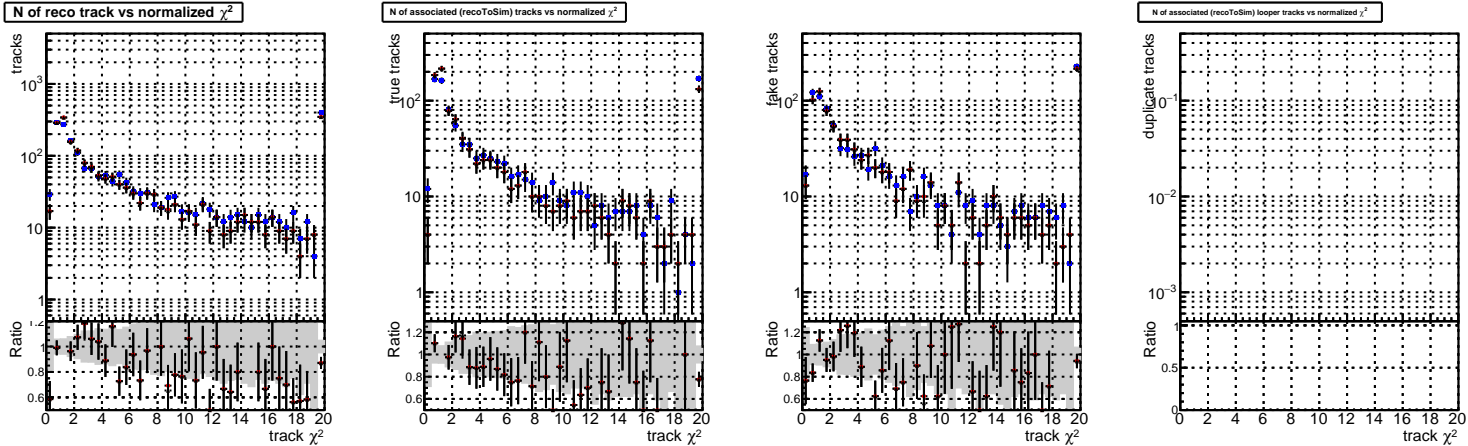 N of reco track vs normalized χ²
tracks
10³
10²
10
1
Ratio
1.2
1
0.8
0.6
0 2 4 6 8 10 12 14 16 18 20
track χ²
N of associated (recoToSim) tracks vs normalized χ²
true tracks
10²
10
1
Ratio
1.2
1
0.8
0.6
0 2 4 6 8 10 12 14 16 18 20
track χ²
fake tracks
10²
10
1
Ratio
1.2
1
0.8
0.6
0 2 4 6 8 10 12 14 16 18 20
track χ²
N of associated (recoToSim) looper tracks vs normalized χ²
duplicate tracks
10⁻¹
10⁻²
10⁻³
Ratio
1
0.5
0
0 2 4 6 8 10 12 14 16 18 20
track χ²